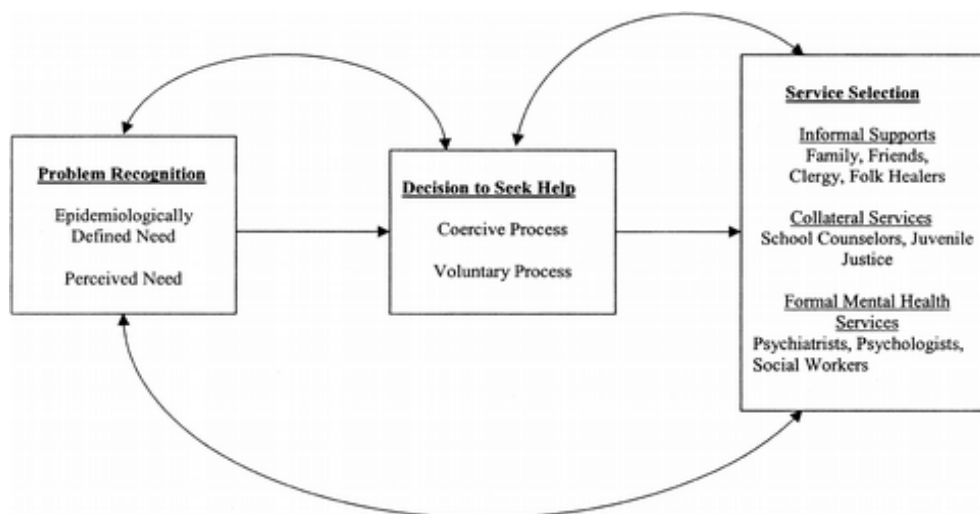 Problem Recognition
Epidemiologically
Defined Need
Perceived Need
Decision to Seek Help
Coercive Process
Voluntary Process
Service Selection
Informal Supports
Family, Friends,
Clergy, Folk Healers
Collateral Services
School Counselors, Juvenile
Justice
Formal Mental Health
Services
Psychiatrists, Psychologists,
Social Workers